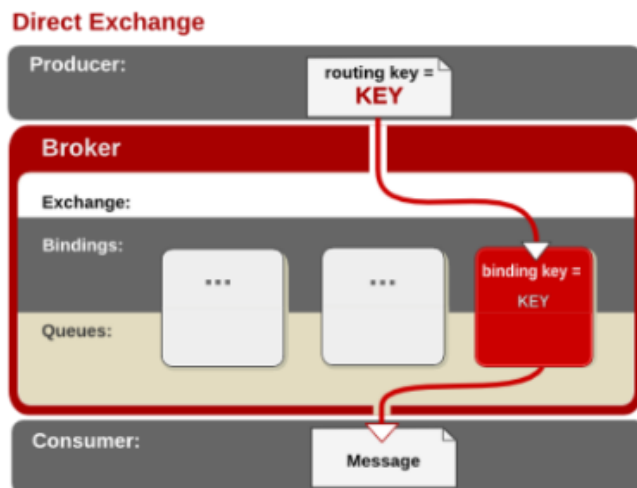 Direct Exchange
Producer:
routing key =
KEY
Broker
Exchange:
Bindings:
...
...
binding key =
KEY
Queues:
Consumer:
Message